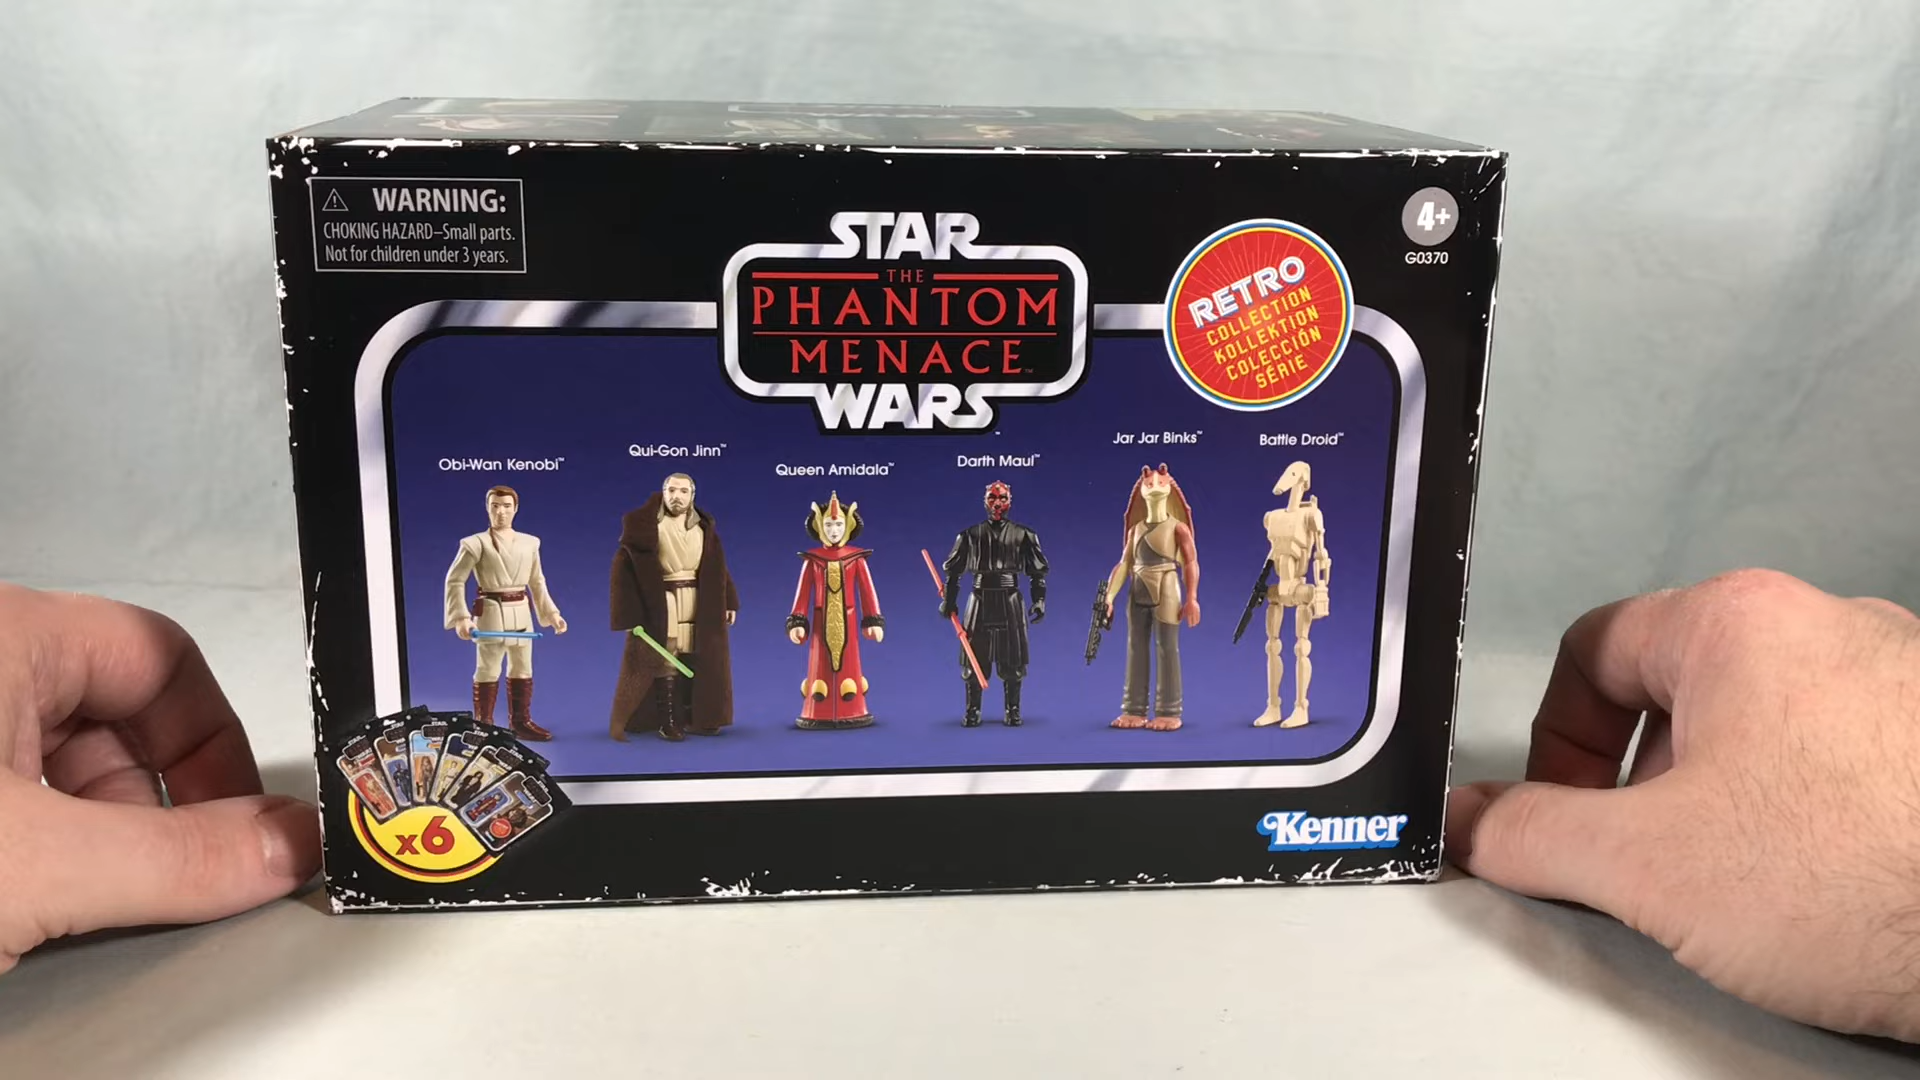 WARNING:
CHOKING HAZARD–Small parts.
Not for children under 3 years.
4+
G0370
STAR
THE
PHANTOM
MENACE™
WARS™
RETRO
COLLECTION
KOLLEKTION
COLECCIÓN
SÉRIE
Obi-Wan Kenobi™
Qui-Gon Jinn™
Queen Amidala™
Darth Maul™
Jar Jar Binks™
Battle Droid™
x6
Kenner